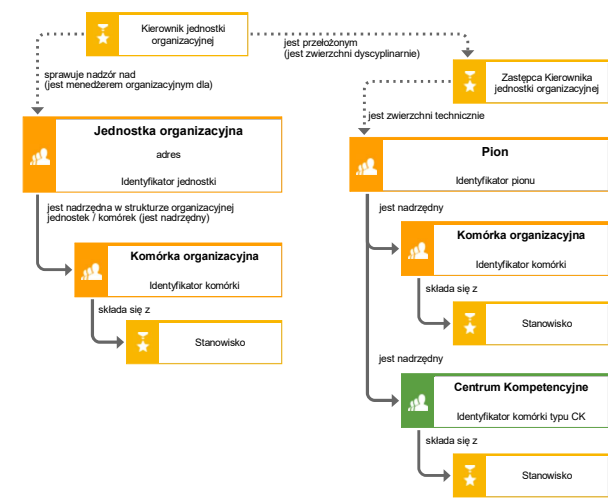 Kierownik jednostki
organizacyjnej
jest przełożonym
(jest zwierzchni dyscyplinarnie)
sprawuje nadzór nad
(jest menedżerem organizacyjnym dla)
Zastępca Kierownika
jednostki organizacyjnej
jest zwierzchni technicznie
Jednostka organizacyjna
adres
Identyfikator jednostki
Pion
Identyfikator pionu
jest nadrzędna w strukturze organizacyjnej
jednostek / komórek (jest nadrzędny)
jest nadrzędny
Komórka organizacyjna
Identyfikator komórki
Komórka organizacyjna
Identyfikator komórki
składa się z
Stanowisko
składa się z
Stanowisko
jest nadrzędny
Centrum Kompetencyjne
Identyfikator komórki typu CK
składa się z
Stanowisko